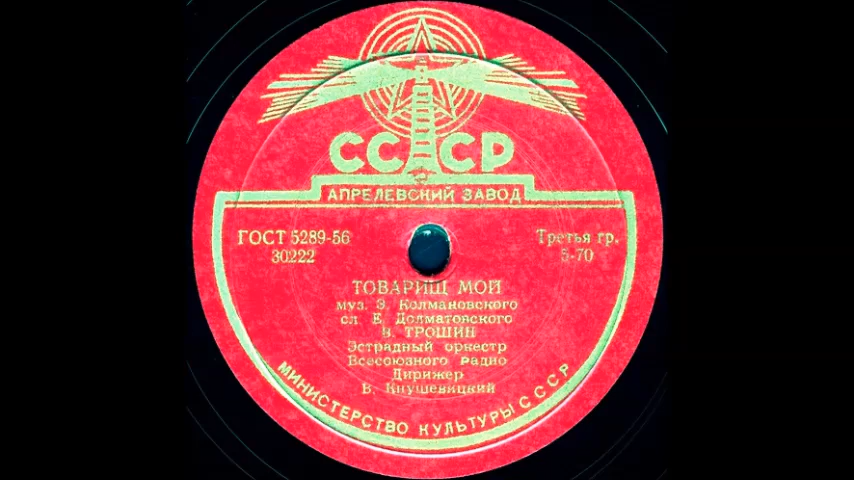 СССР
АПРЕЛЕВСКИЙ ЗАВОД
ГОСТ 5289-56
30222
Третья гр.
5-70
ТОВАРИЩ МОЙ
муз. Э. Колмановского
сл. Е. Долматовского
В. ТРОШИН
Эстрадный оркестр
Всесоюзного Радио
Дирижер
В. Кнушевицкий
МИНИСТЕРСТВО КУЛЬТУРЫ СССР